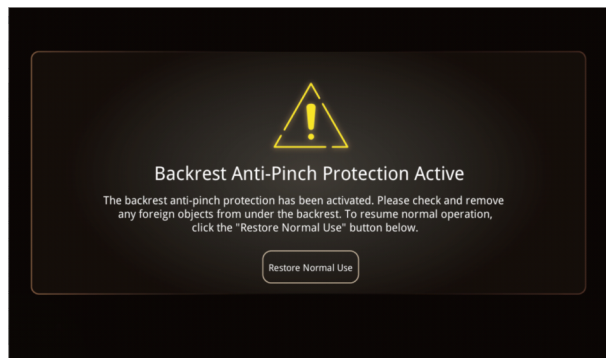 Backrest Anti-Pinch Protection Active
The backrest anti-pinch protection has been activated. Please check and remove
any foreign objects from under the backrest. To resume normal operation,
click the "Restore Normal Use" button below.
Restore Normal Use